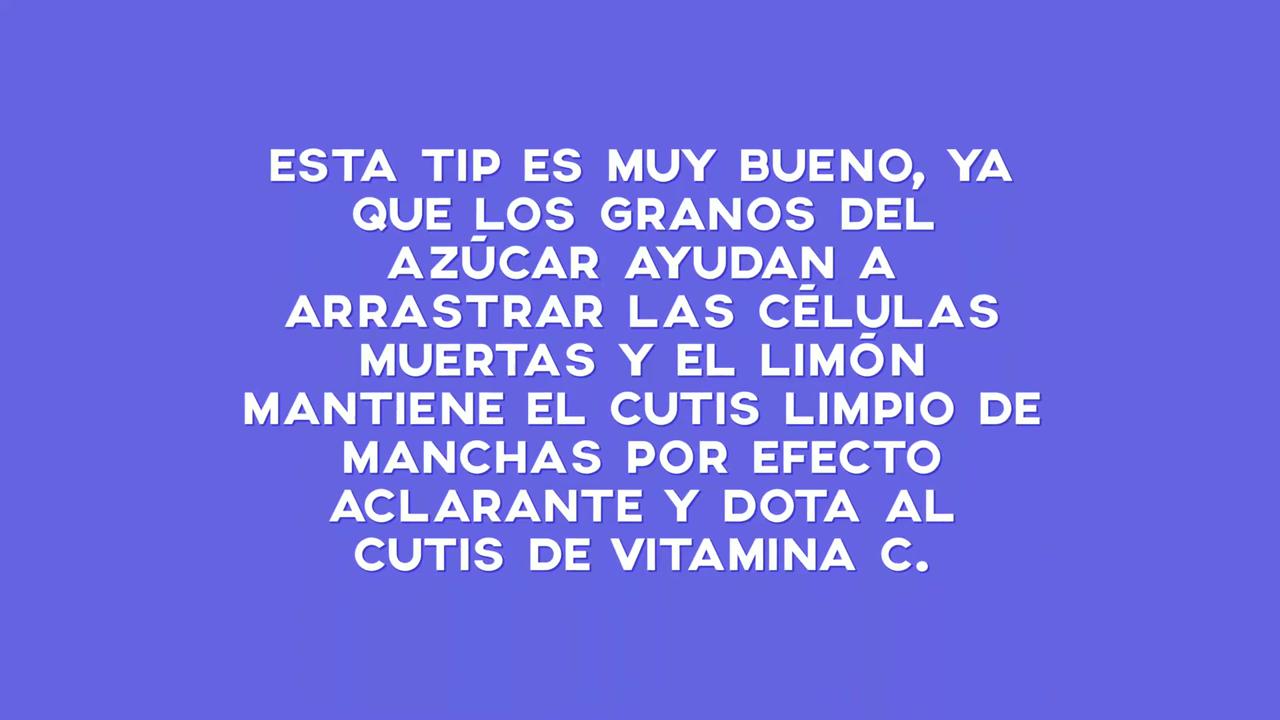 ESTA TIP ES MUY BUENO, YA
QUE LOS GRANOS DEL
AZÚCAR AYUDAN A
ARRASTRAR LAS CÉLULAS
MUERTAS Y EL LIMÓN
MANTIENE EL CUTIS LIMPIO DE
MANCHAS POR EFECTO
ACLARANTE Y DOTA AL
CUTIS DE VITAMINA C.